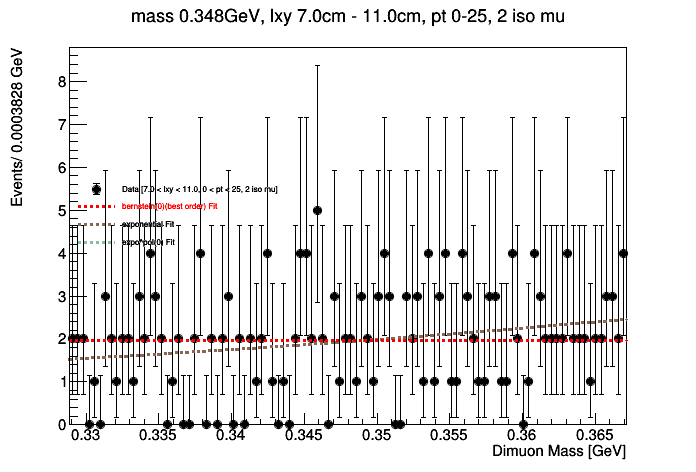 mass 0.348GeV, lxy 7.0cm - 11.0cm, pt 0-25, 2 iso mu
Events/ 0.0003828 GeV
8
7
6
5
4
3
2
1
0
Data [7.0 < lxy < 11.0, 0 < pt < 25, 2 iso mu]
bernstein[0](best order) Fit
exponential Fit
expo*pol(0) Fit
0.33 0.335 0.34 0.345 0.35 0.355 0.36 0.365
Dimuon Mass [GeV]